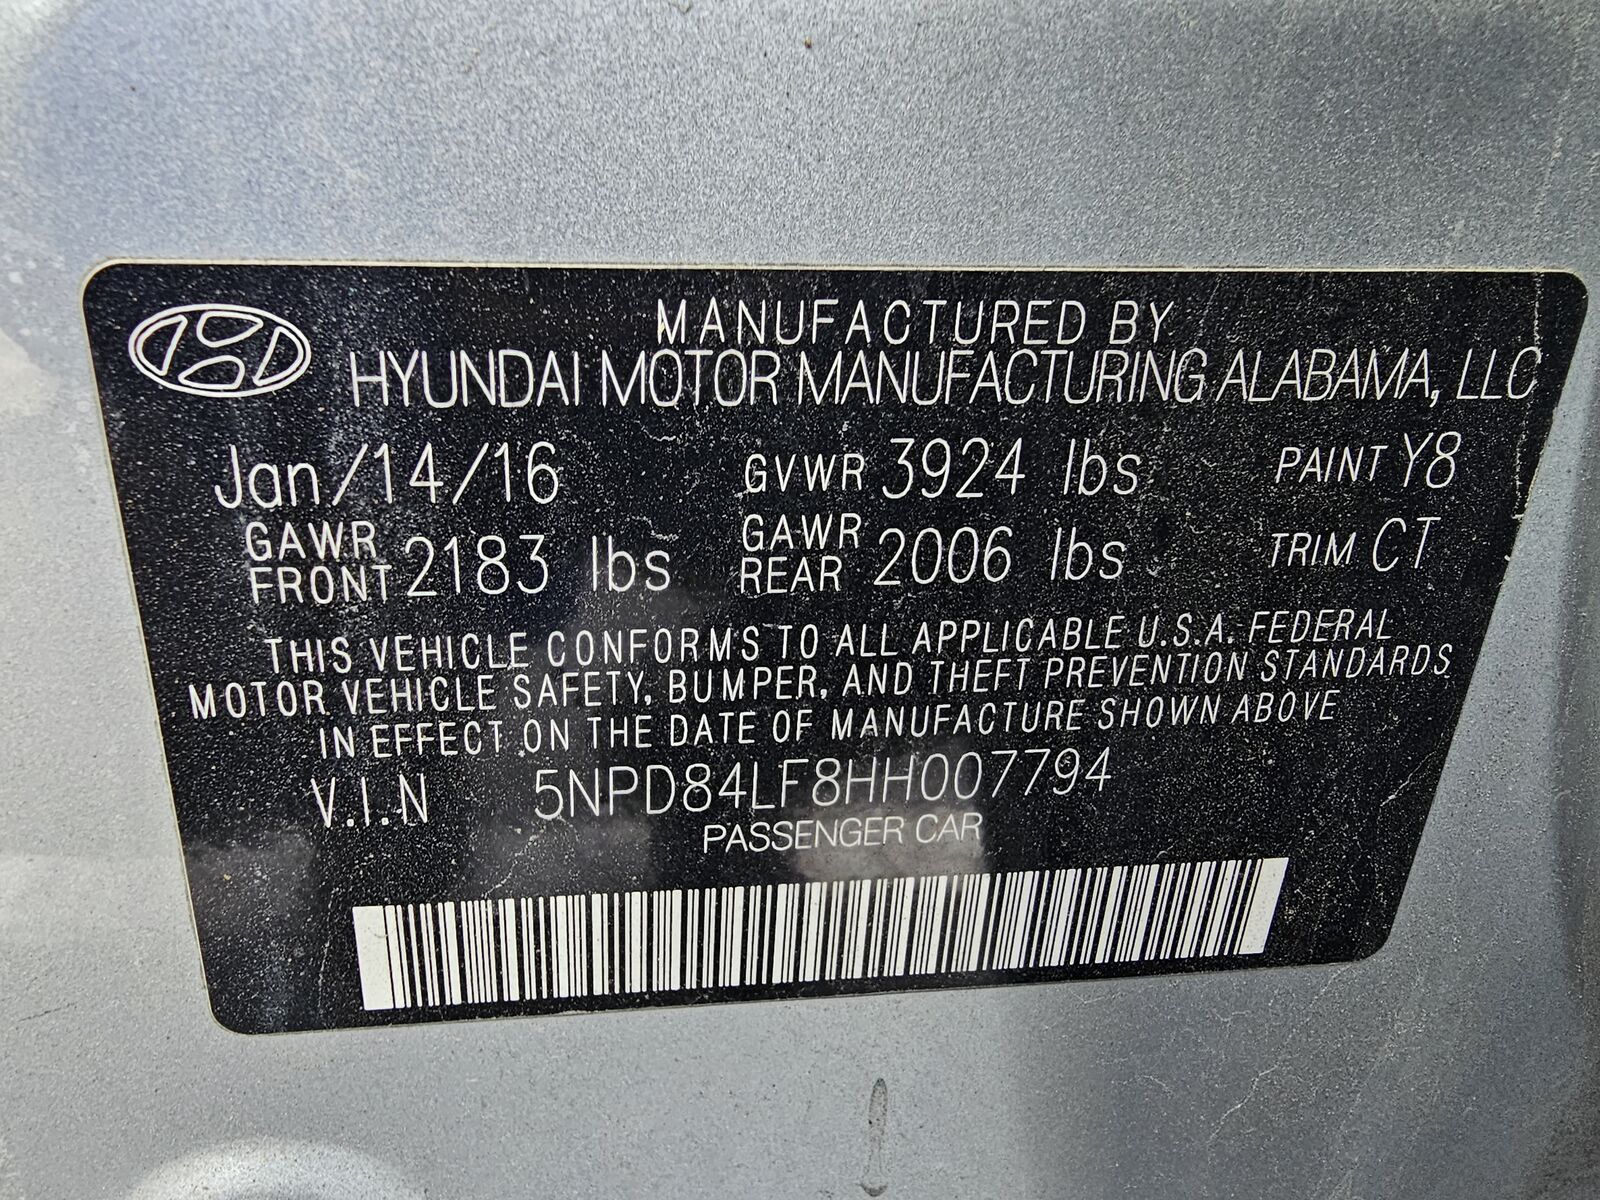 MANUFACTURED BY
HYUNDAI MOTOR MANUFACTURING ALABAMA, LLC
Jan/14/16 GVWR 3924 lbs PAINT Y8
GAWR FRONT 2183 lbs GAWR REAR 2006 lbs TRIM CT
THIS VEHICLE CONFORMS TO ALL APPLICABLE U.S.A. FEDERAL
MOTOR VEHICLE SAFETY, BUMPER, AND THEFT PREVENTION STANDARDS
IN EFFECT ON THE DATE OF MANUFACTURE SHOWN ABOVE
V.I.N 5NPD84LF8HH007794
PASSENGER CAR